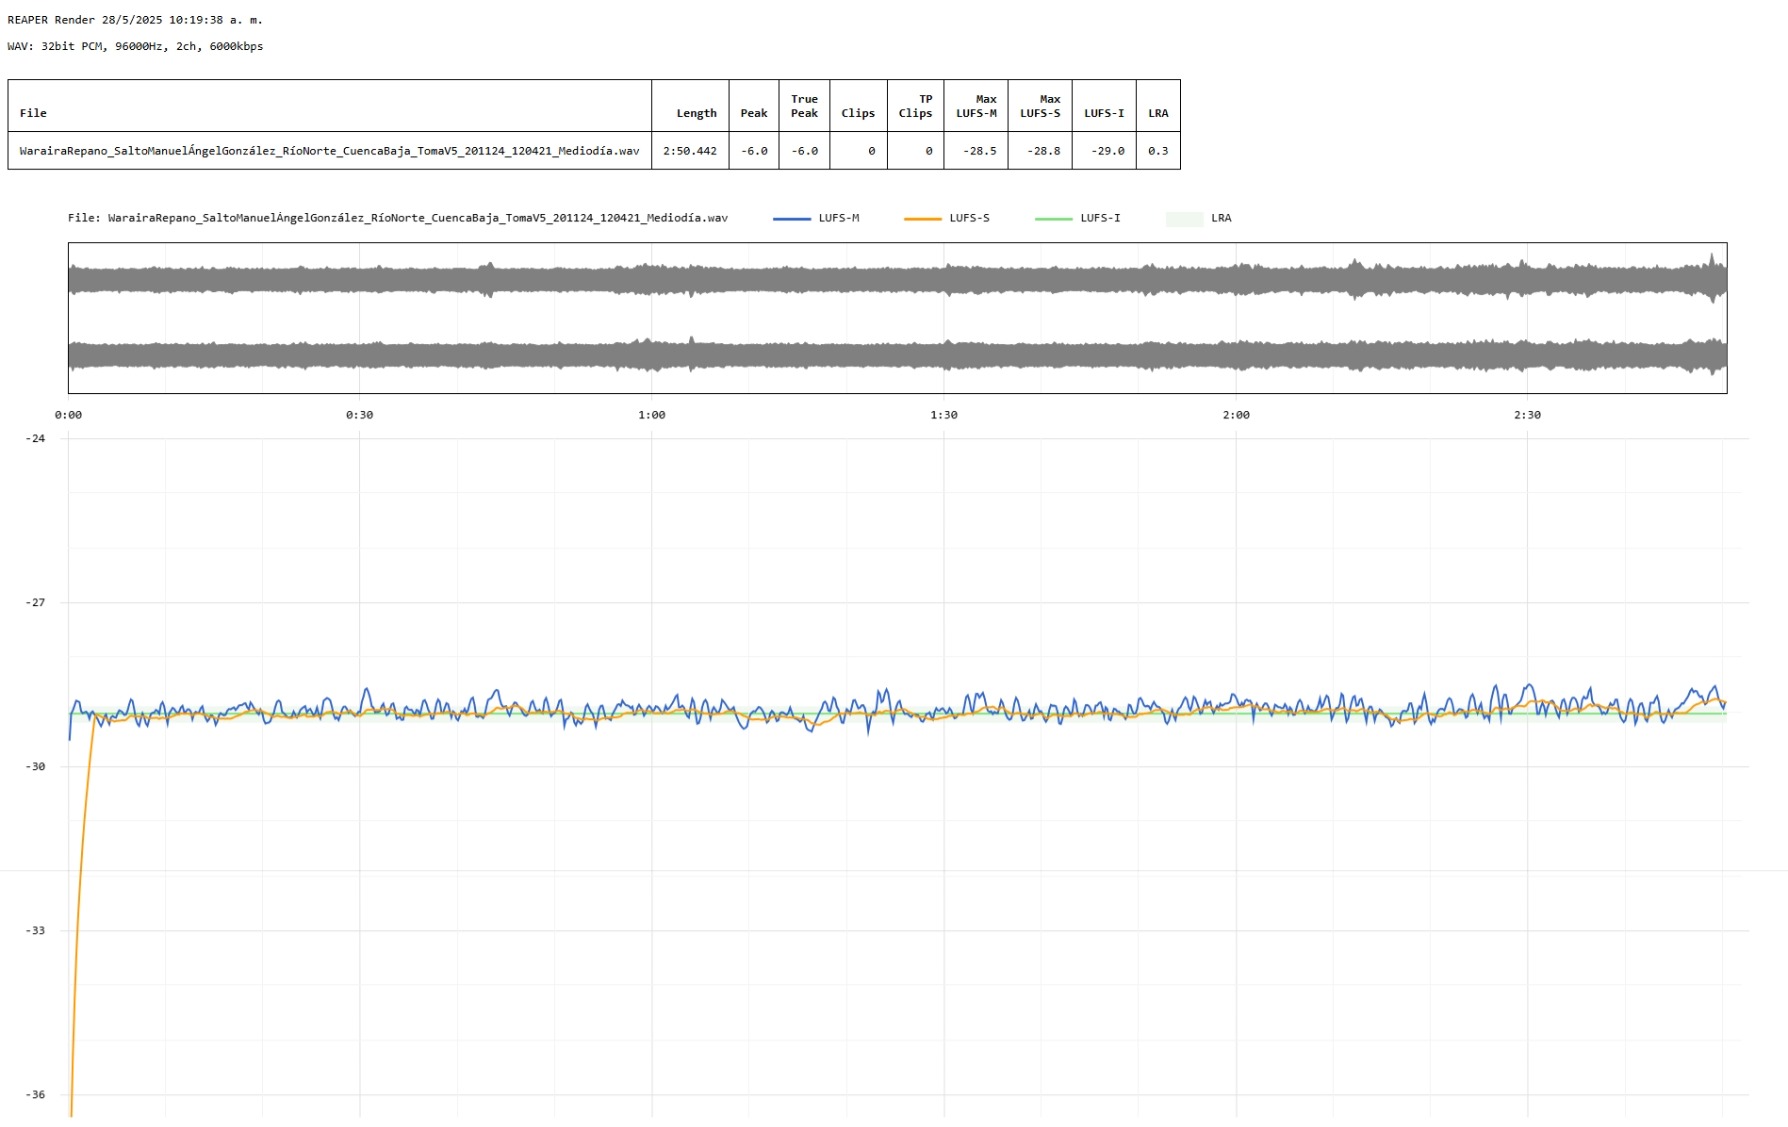 REAPER Render 28/5/2025 10:19:38 a. m.
WAV: 32bit PCM, 96000Hz, 2ch, 6000kbps
File Length Peak True Peak Clips TP Clips Max LUFS-M Max LUFS-S LUFS-I LRA
WarairaRepano_SaltoManuelÁngelGonzález_RíoNorte_CuencaBaja_TomaV5_201124_120421_Mediodía.wav 2:50.442 -6.0 -6.0 0 0 -28.5 -28.8 -29.0 0.3
File: WarairaRepano_SaltoManuelÁngelGonzález_RíoNorte_CuencaBaja_TomaV5_201124_120421_Mediodía.wav LUFS-M LUFS-S LUFS-I LRA
0:00 0:30 1:00 1:30 2:00 2:30
-24
-27
-30
-33
-36